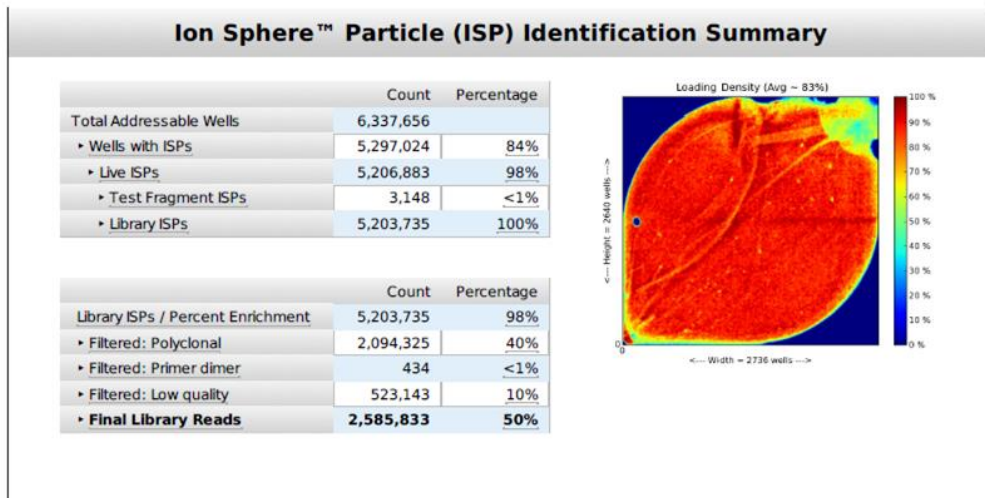 Ion Sphere™ Particle (ISP) Identification Summary
Count Percentage
Total Addressable Wells 6,337,656
▸ Wells with ISPs 5,297,024 84%
▸ Live ISPs 5,206,883 98%
▸ Test Fragment ISPs 3,148 <1%
▸ Library ISPs 5,203,735 100%
Count Percentage
Library ISPs / Percent Enrichment 5,203,735 98%
▸ Filtered: Polyclonal 2,094,325 40%
▸ Filtered: Primer dimer 434 <1%
▸ Filtered: Low quality 523,143 10%
▸ Final Library Reads 2,585,833 50%
Loading Density (Avg ~ 83%)
<--- Height = 2640 wells --->
0
0
<--- Width = 2736 wells --->
100 %
90 %
80 %
70 %
60 %
50 %
40 %
30 %
20 %
10 %
0 %